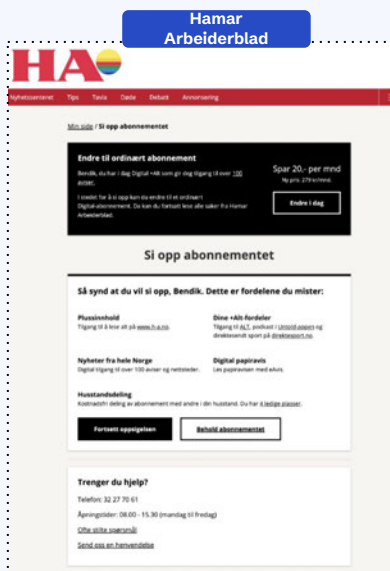 Hamar
Arbeiderblad
HA
Nyhetssenteret Tips Tavla Døde Debatt Annonsering
Min side / Si opp abonnementet
Endre til ordinært abonnement
Bendik, du har i dag Digital +Alt som gir deg tilgang til over 100
aviser.
I stedet for å si opp kan du endre til et ordinært
Digital-abonnement. Da kan du fortsatt lese alle saker fra Hamar
Arbeiderblad.
Spar 20,- per mnd
Ny pris: 279kr/mnd.
Endre i dag
Si opp abonnementet
Så synd at du vil si opp, Bendik. Dette er fordelene du mister:
Plussinnhold
Tilgang til å lese alt på www.h-a.no.
Dine +Alt-fordeler
Tilgang til ALT, podkast i Untold-appen og
direktesendt sport på direktesport.no.
Nyheter fra hele Norge
Digital tilgang til over 100 aviser og nettsteder.
Digital papiravis
Les papiravisen med eAvis.
Husstandsdeling
Kostnadsfri deling av abonnement med andre i din husstand. Du har 4 ledige plasser.
Fortsett oppsigelsen
Behold abonnementet
Trenger du hjelp?
Telefon: 32 27 70 61
Åpningstider: 08.00 - 15.30 (mandag til fredag)
Ofte stilte spørsmål
Send oss en henvendelse